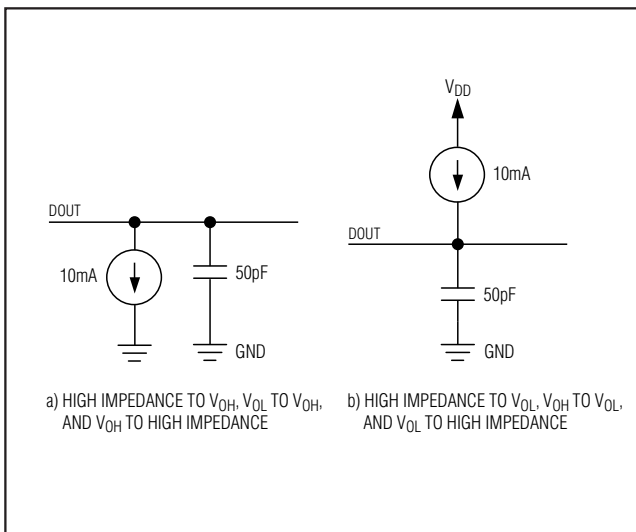 DOUT
10mA
50pF
GND
a) HIGH IMPEDANCE TO VOH, VOL TO VOH,
AND VOH TO HIGH IMPEDANCE
VDD
10mA
DOUT
50pF
GND
b) HIGH IMPEDANCE TO VOL, VOH TO VOL,
AND VOL TO HIGH IMPEDANCE